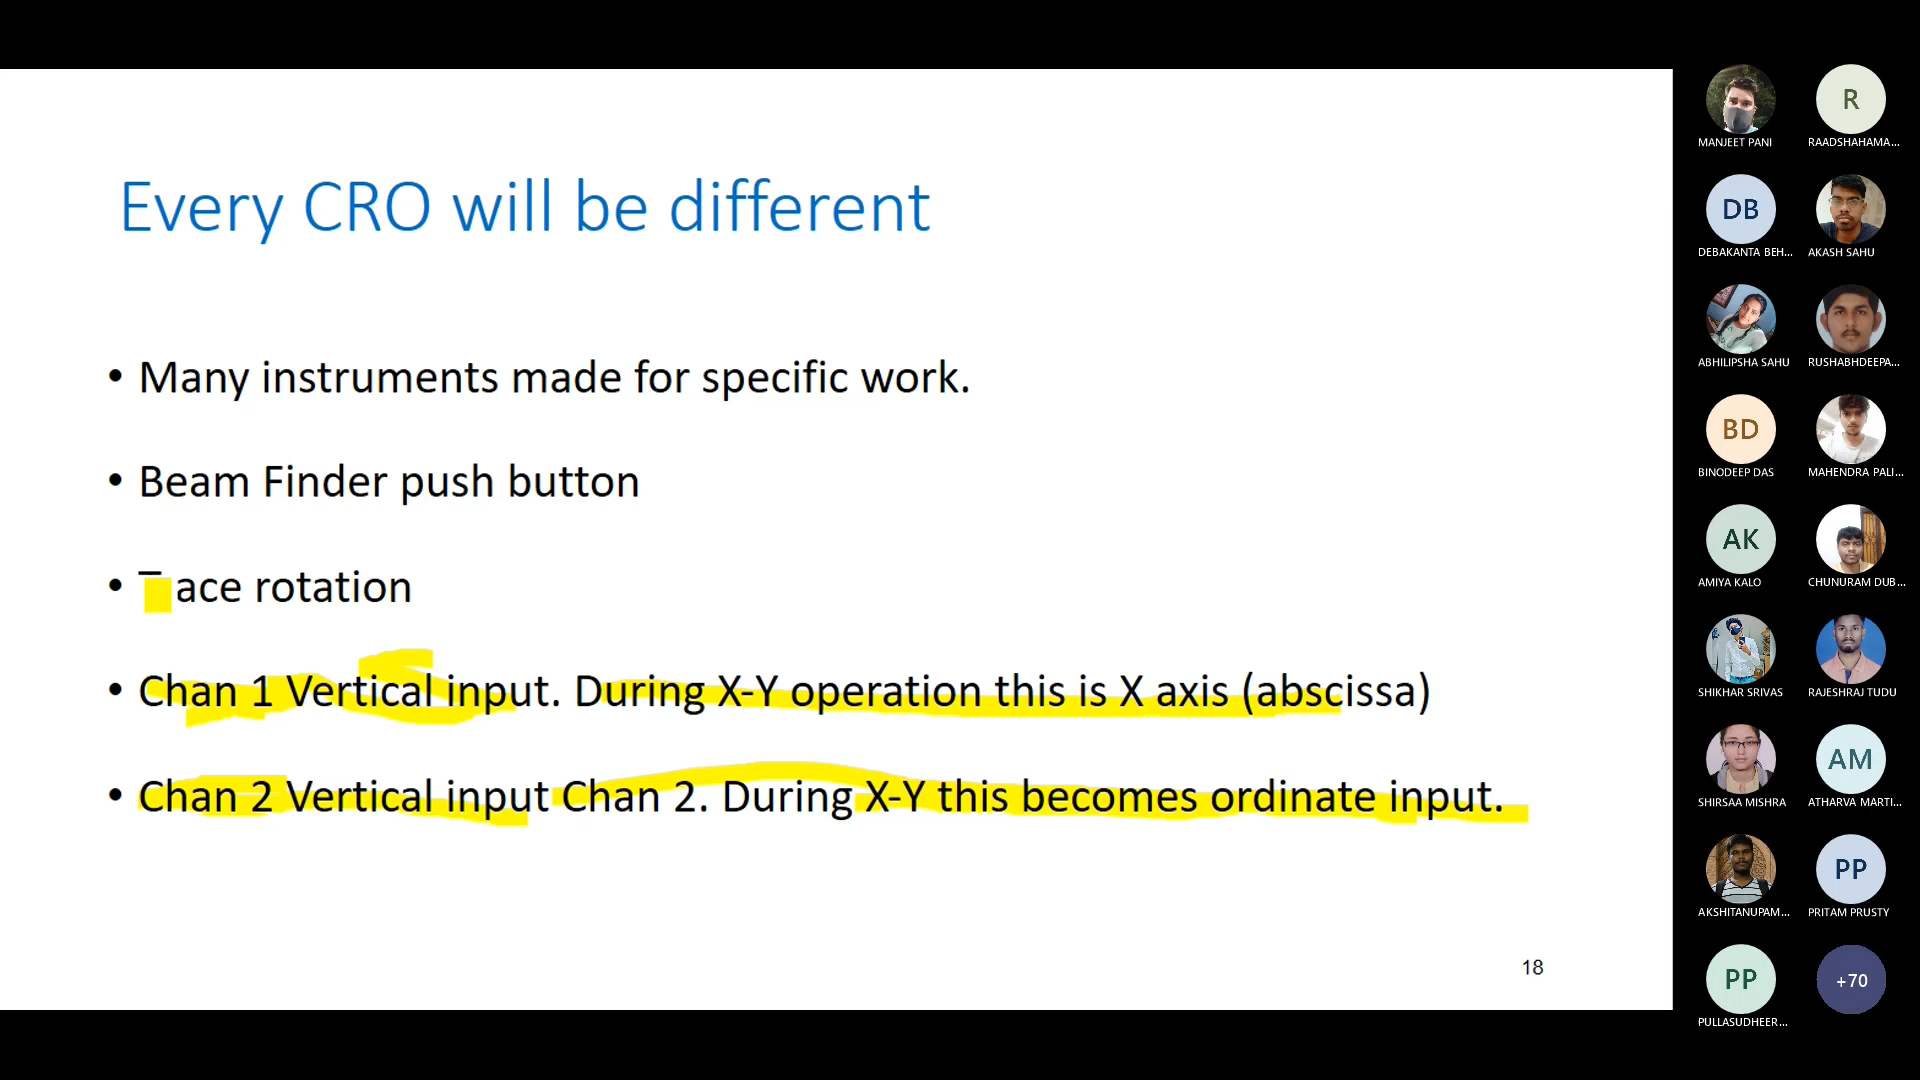 Every CRO will be different
• Many instruments made for specific work.
• Beam Finder push button
• Trace rotation
• Chan 1 Vertical input. During X-Y operation this is X axis (abscissa)
• Chan 2 Vertical input Chan 2. During X-Y this becomes ordinate input.
18
MANJEET PANI
R
RAADSHAHAMA...
DB
DEBAKANTA BEH...
AKASH SAHU
ABHILIPSHA SAHU
RUSHABHDEEPA...
BD
BINODEEP DAS
MAHENDRA PALI...
AK
AMIYA KALO
CHUNURAM DUB...
SHIKHAR SRIVAS
RAJESHRAJ TUDU
SHIRSAA MISHRA
AM
ATHARVA MARTI...
AKSHITANUPAM...
PP
PRITAM PRUSTY
PP
PULLASUDHEER...
+70